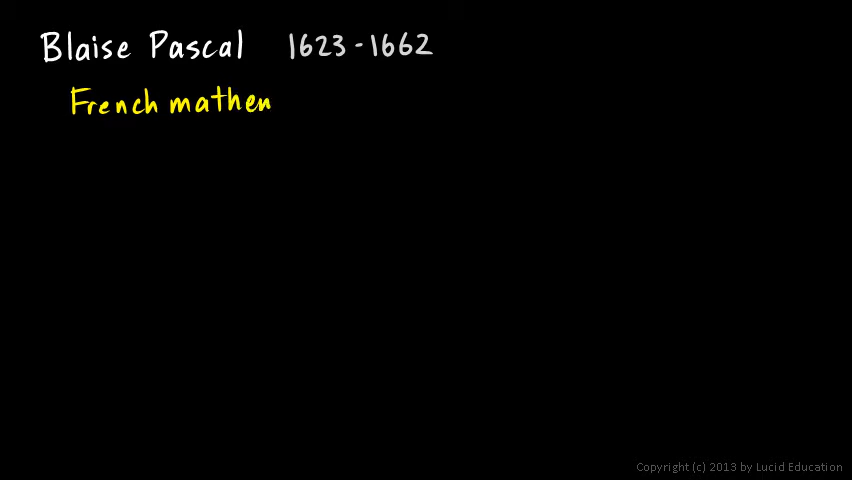 Blaise Pascal 1623-1662
French mathen
Copyright (c) 2013 by Lucid Education